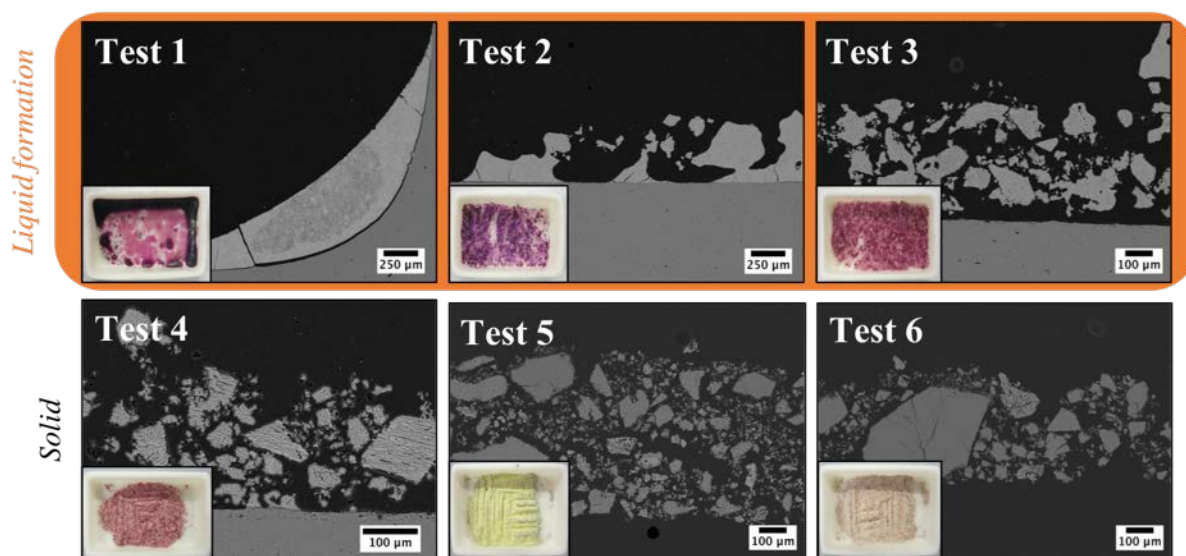 Liquid formation
Test 1
250 μm
Test 2
250 μm
Test 3
100 μm
Solid
Test 4
100 μm
Test 5
100 μm
Test 6
100 μm